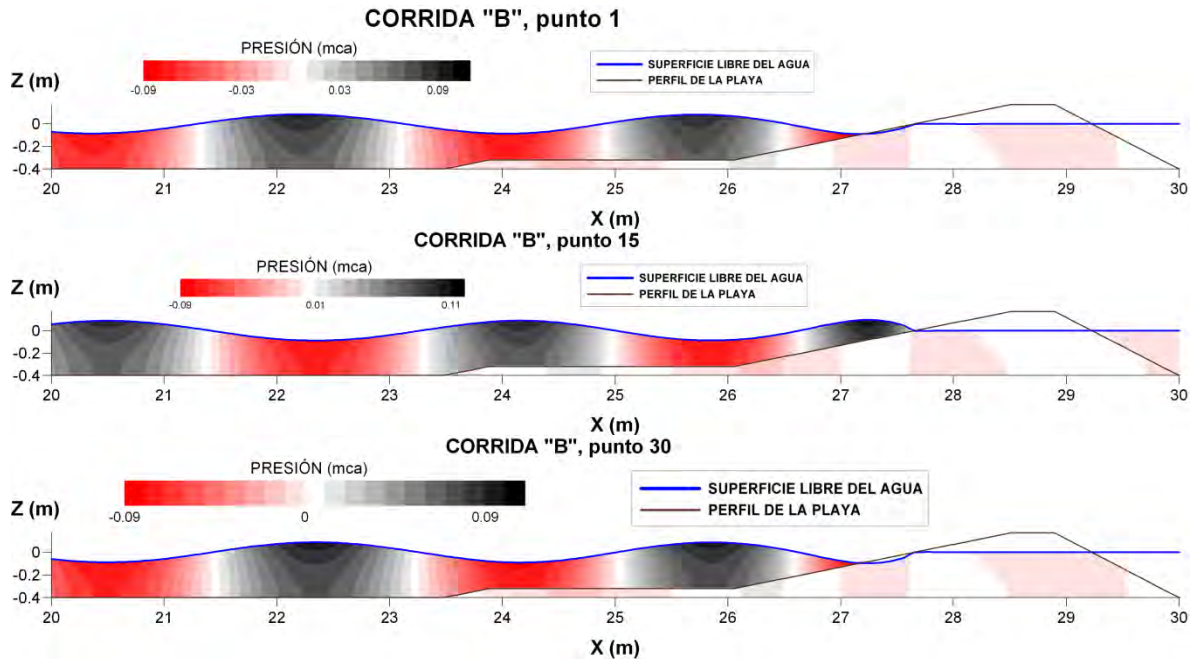 CORRIDA "B", punto 1
PRESIÓN (mca)
-0.09 -0.03 0.03 0.09
SUPERFICIE LIBRE DEL AGUA
PERFIL DE LA PLAYA
Z (m)
0
-0.2
-0.4
20 21 22 23 24 25 26 27 28 29 30
X (m)
CORRIDA "B", punto 15
PRESIÓN (mca)
-0.09 0.01 0.11
SUPERFICIE LIBRE DEL AGUA
PERFIL DE LA PLAYA
Z (m)
0
-0.2
-0.4
20 21 22 23 24 25 26 27 28 29 30
X (m)
CORRIDA "B", punto 30
PRESIÓN (mca)
-0.09 0 0.09
SUPERFICIE LIBRE DEL AGUA
PERFIL DE LA PLAYA
Z (m)
0
-0.2
-0.4
20 21 22 23 24 25 26 27 28 29 30
X (m)